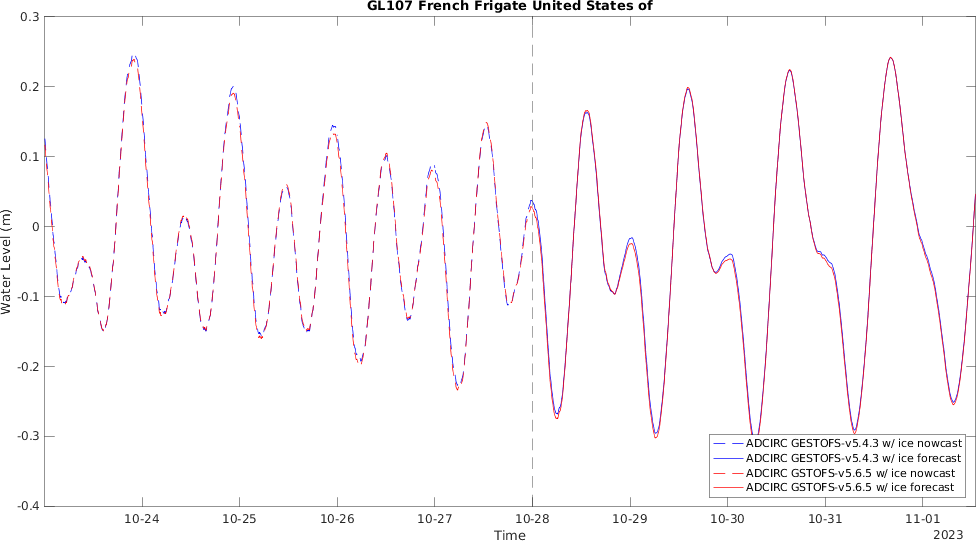 GL107 French Frigate United States of
0.3
0.2
0.1
0
-0.1
-0.2
-0.3
-0.4
Water Level (m)
10-24
10-25
10-26
10-27
10-28
10-29
10-30
10-31
11-01
Time
2023
ADCIRC GESTOFS-v5.4.3 w/ ice nowcast
ADCIRC GESTOFS-v5.4.3 w/ ice forecast
ADCIRC GSTOFS-v5.6.5 w/ ice nowcast
ADCIRC GSTOFS-v5.6.5 w/ ice forecast